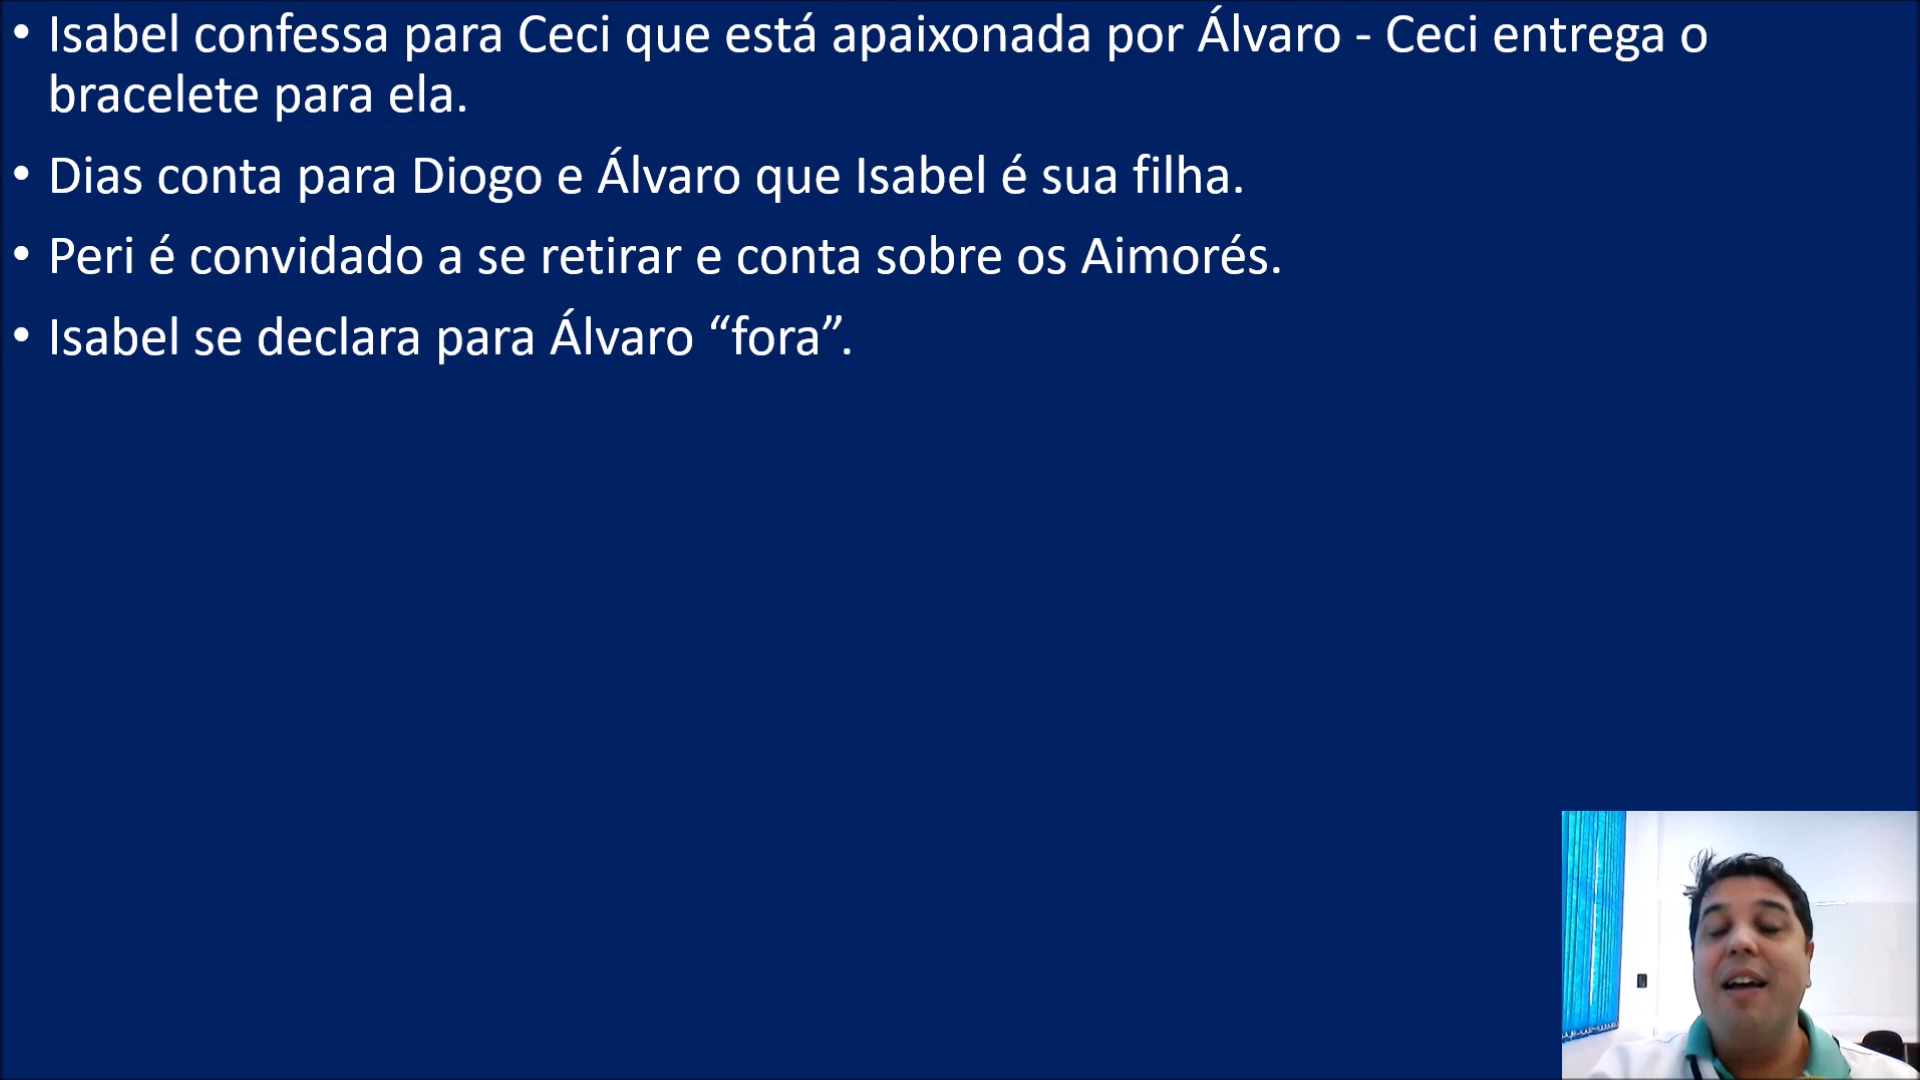 • Isabel confessa para Ceci que está apaixonada por Álvaro - Ceci entrega o
bracelete para ela.
• Dias conta para Diogo e Álvaro que Isabel é sua filha.
• Peri é convidado a se retirar e conta sobre os Aimorés.
• Isabel se declara para Álvaro “fora”.